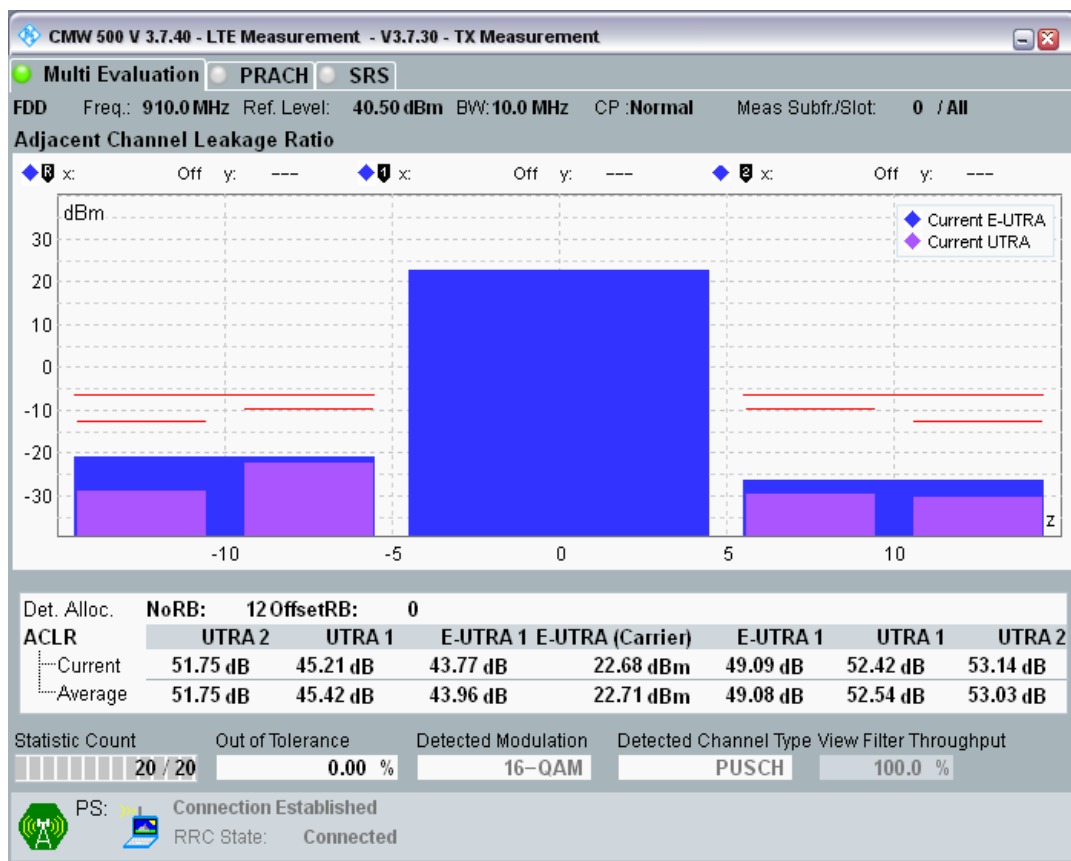 CMW 500 V 3.7.40 - LTE Measurement - V3.7.30 - TX Measurement
Multi Evaluation PRACH SRS
FDD Freq.: 910.0 MHz Ref. Level: 40.50 dBm BW: 10.0 MHz CP :Normal Meas Subfr./Slot: 0 / All
Adjacent Channel Leakage Ratio
R x: Off y: --- 1 x: Off y: --- 2 x: Off y: ---
dBm
Current E-UTRA
Current UTRA
30
20
10
0
-10
-20
-30
z
-10 -5 0 5 10
Det. Alloc. NoRB: 12 OffsetRB: 0
ACLR UTRA 2 UTRA 1 E-UTRA 1 E-UTRA (Carrier) E-UTRA 1 UTRA 1 UTRA 2
Current 51.75 dB 45.21 dB 43.77 dB 22.68 dBm 49.09 dB 52.42 dB 53.14 dB
Average 51.75 dB 45.42 dB 43.96 dB 22.71 dBm 49.08 dB 52.54 dB 53.03 dB
Statistic Count Out of Tolerance Detected Modulation Detected Channel Type View Filter Throughput
20 / 20 0.00 % 16-QAM PUSCH 100.0 %
PS: Connection Established
RRC State: Connected